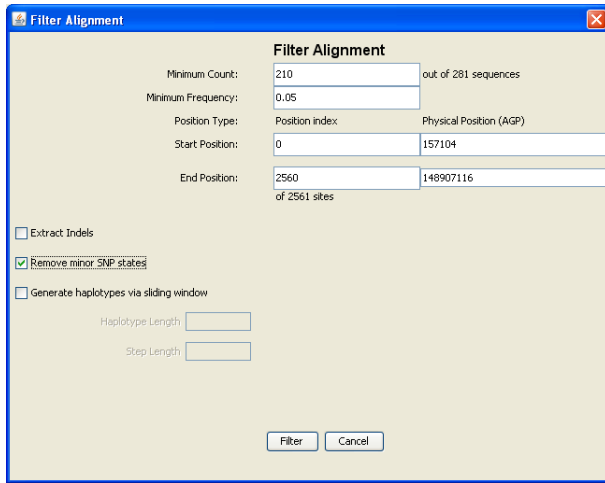 Filter Alignment
Filter Alignment
Minimum Count: 210 out of 281 sequences
Minimum Frequency: 0.05
Position Type: Position index Physical Position (AGP)
Start Position: 0 157104
End Position: 2560 148907116
of 2561 sites
Extract Indels
Remove minor SNP states
Generate haplotypes via sliding window
Haplotype Length
Step Length
Filter Cancel